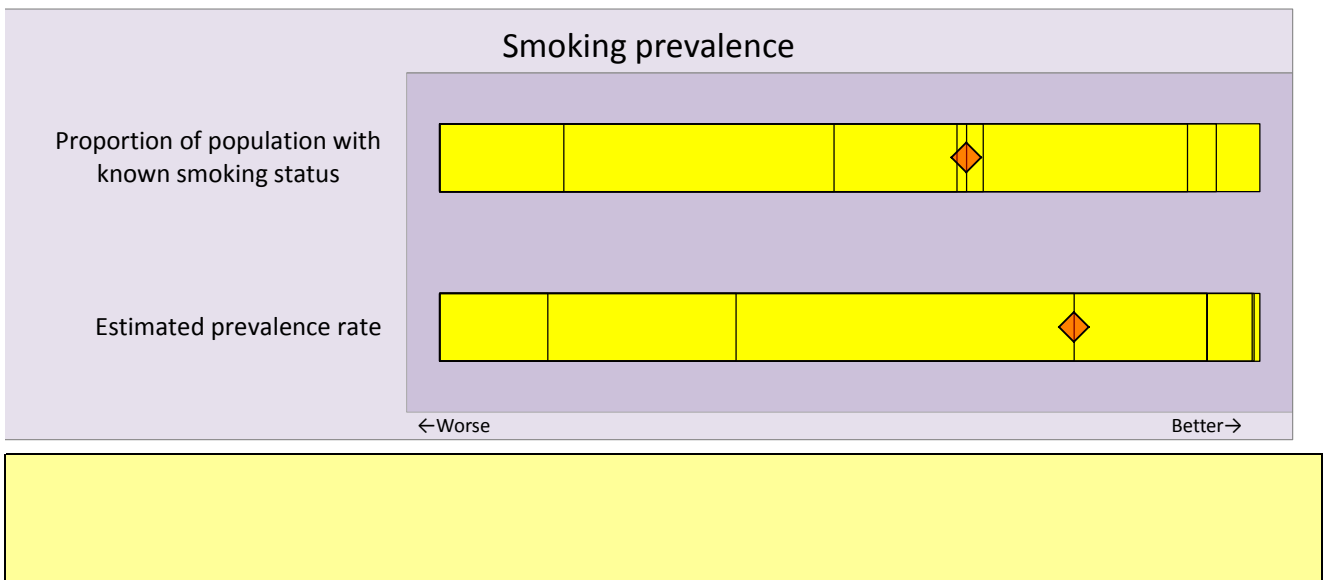 Smoking prevalence
Proportion of population with
known smoking status
Estimated prevalence rate
←Worse
Better→